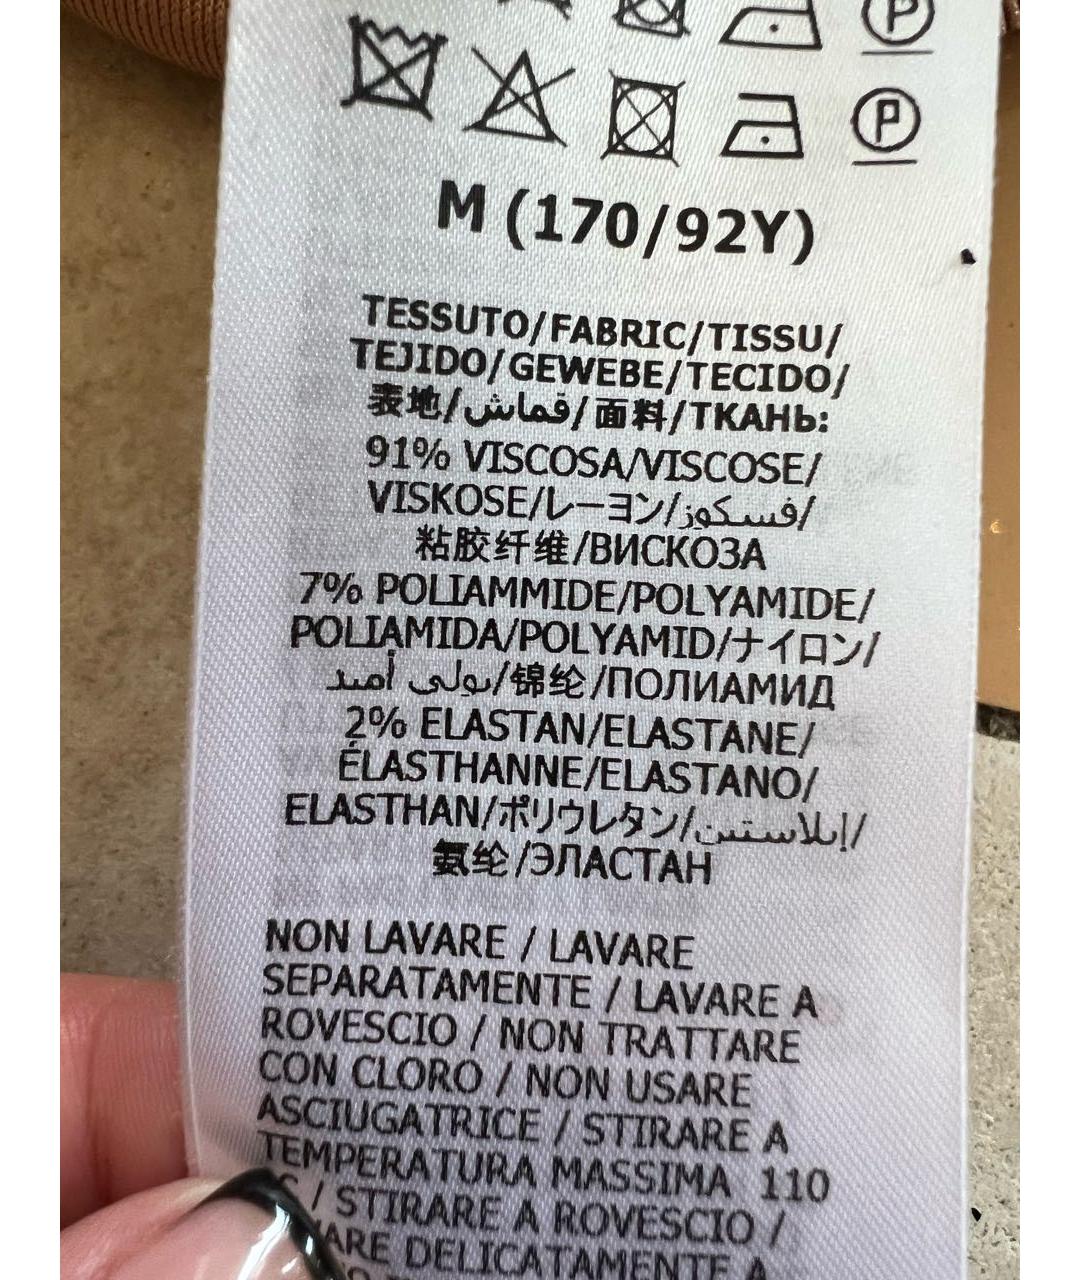 P
P
M (170/92Y)
TESSUTO/FABRIC/TISSU/
TEJIDO/GEWEBE/TECIDO/
表地/قماش/面料/ТКАНЬ:
91% VISCOSA/VISCOSE/
VISKOSE/レーヨン/فسكوز/
粘胶纤维/ВИСКОЗА
7% POLIAMMIDE/POLYAMIDE/
POLIAMIDA/POLYAMID/ナイロン/
بولي أميد/锦纶/ПОЛИАМИД
2% ELASTAN/ELASTANE/
ÉLASTHANNE/ELASTANO/
ELASTHAN/ポリウレタン/إيلاستين/
氨纶/ЭЛАСТАН
NON LAVARE / LAVARE
SEPARATAMENTE / LAVARE A
ROVESCIO / NON TRATTARE
CON CLORO / NON USARE
ASCIUGATRICE / STIRARE A
TEMPERATURA MASSIMA 110
°C / STIRARE A ROVESCIO /
DELICATAMENTE A